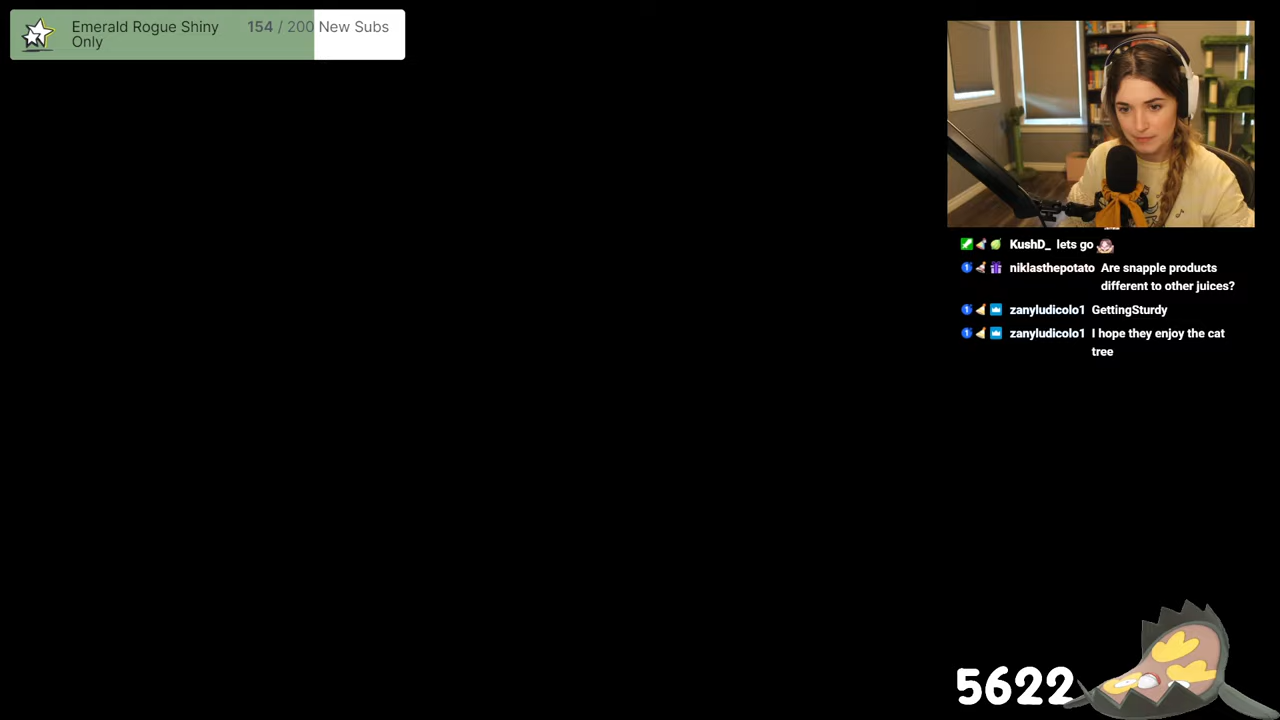 Emerald Rogue Shiny Only
154 / 200 New Subs
KushD_ lets go
niklasthepotato Are snapple products
different to other juices?
zanyludicolo1 GettingSturdy
zanyludicolo1 I hope they enjoy the cat
tree
5622